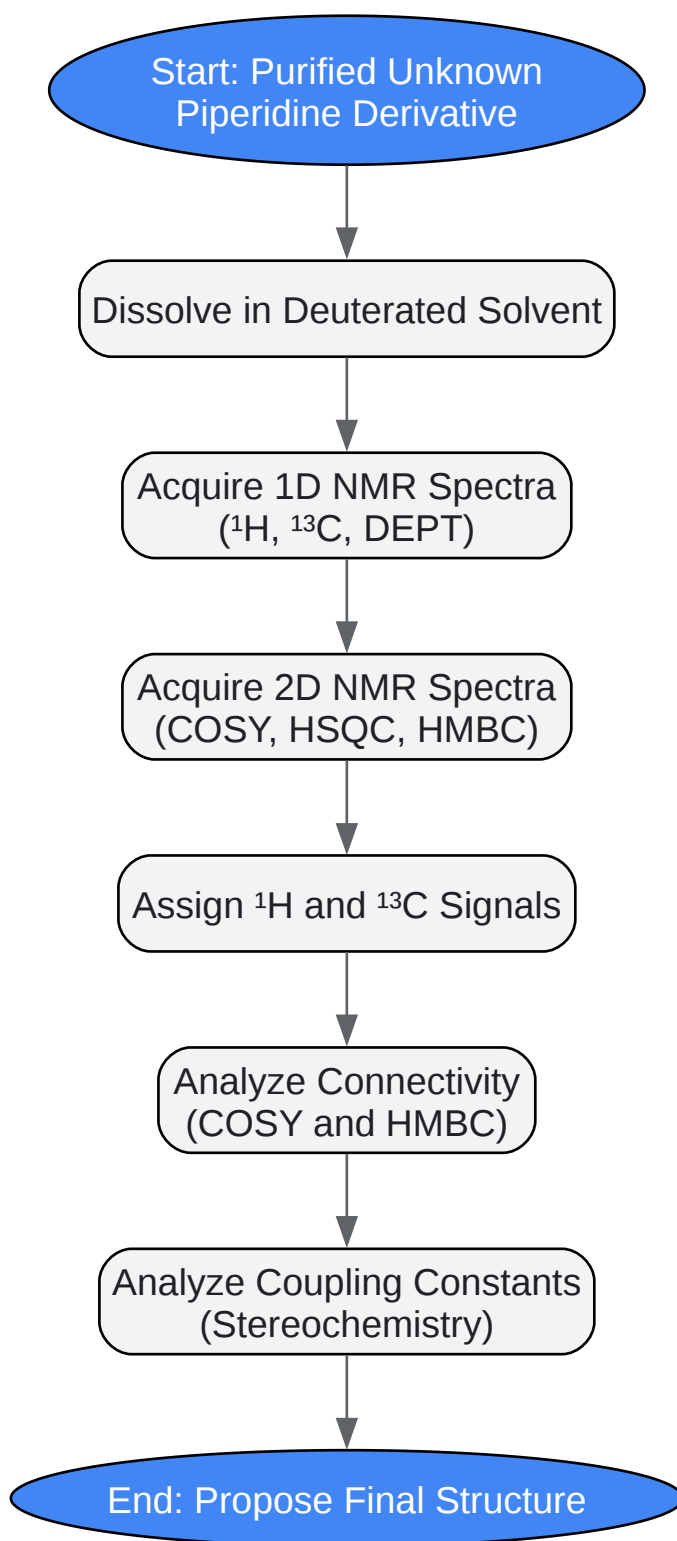 Start: Purified Unknown
Piperidine Derivative
Dissolve in Deuterated Solvent
Acquire 1D NMR Spectra
(¹H, ¹³C, DEPT)
Acquire 2D NMR Spectra
(COSY, HSQC, HMBC)
Assign ¹H and ¹³C Signals
Analyze Connectivity
(COSY and HMBC)
Analyze Coupling Constants
(Stereochemistry)
End: Propose Final Structure